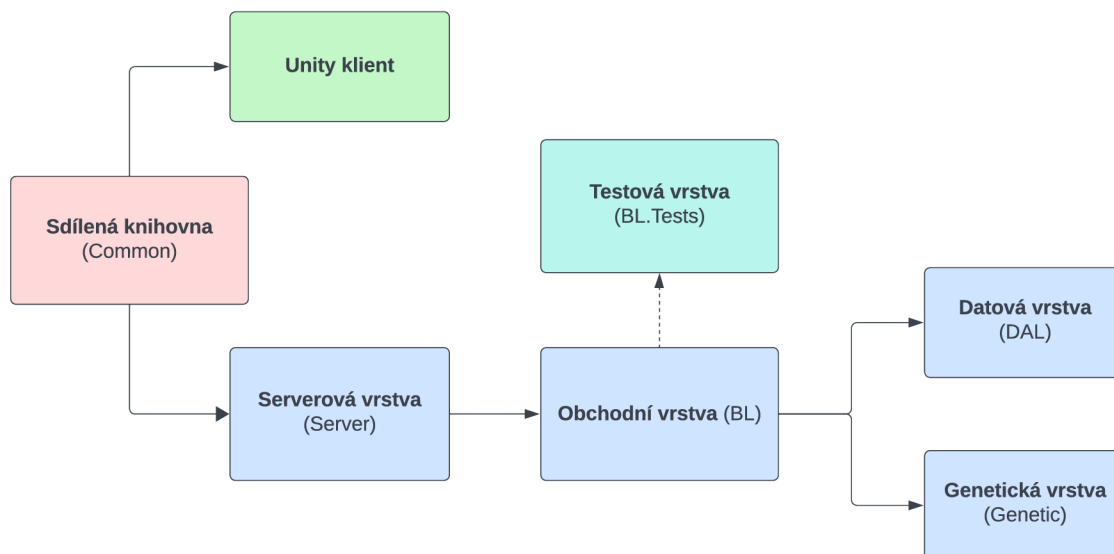 Unity klient
Testová vrstva
(BL.Tests)
Sdílená knihovna
(Common)
Datová vrstva
(DAL)
Serverová vrstva
(Server)
Obchodní vrstva (BL)
Genetická vrstva
(Genetic)